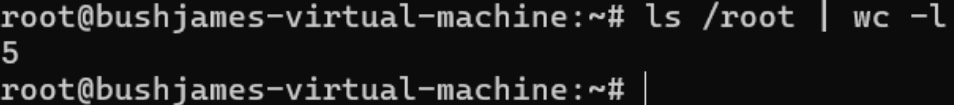 root@bushjames-virtual-machine:~# ls /root | wc -l
5
root@bushjames-virtual-machine:~#